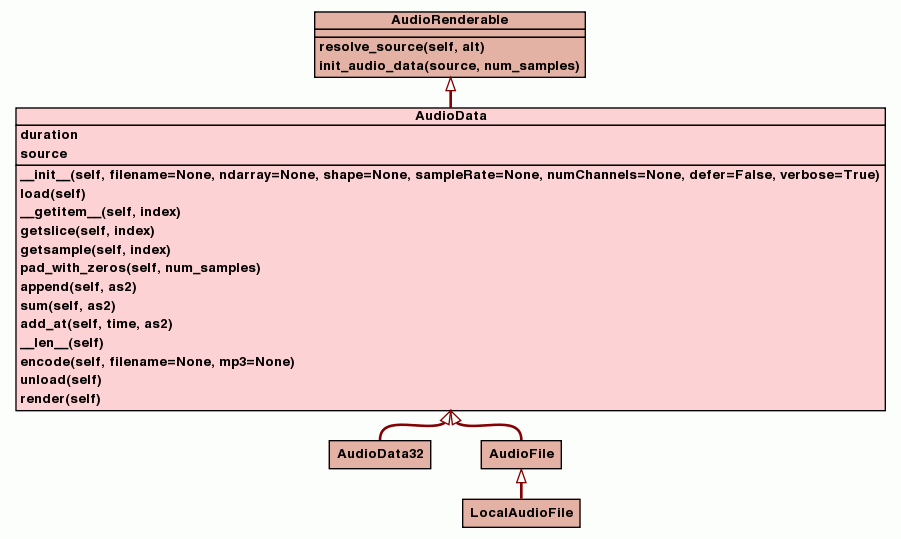 AudioRenderable
resolve_source(self, alt)
init_audio_data(source, num_samples)
AudioData
duration
source
__init__(self, filename=None, ndarray=None, shape=None, sampleRate=None, numChannels=None, defer=False, verbose=True)
load(self)
__getitem__(self, index)
getslice(self, index)
getsample(self, index)
pad_with_zeros(self, num_samples)
append(self, as2)
sum(self, as2)
add_at(self, time, as2)
__len__(self)
encode(self, filename=None, mp3=None)
unload(self)
render(self)
AudioData32
AudioFile
LocalAudioFile